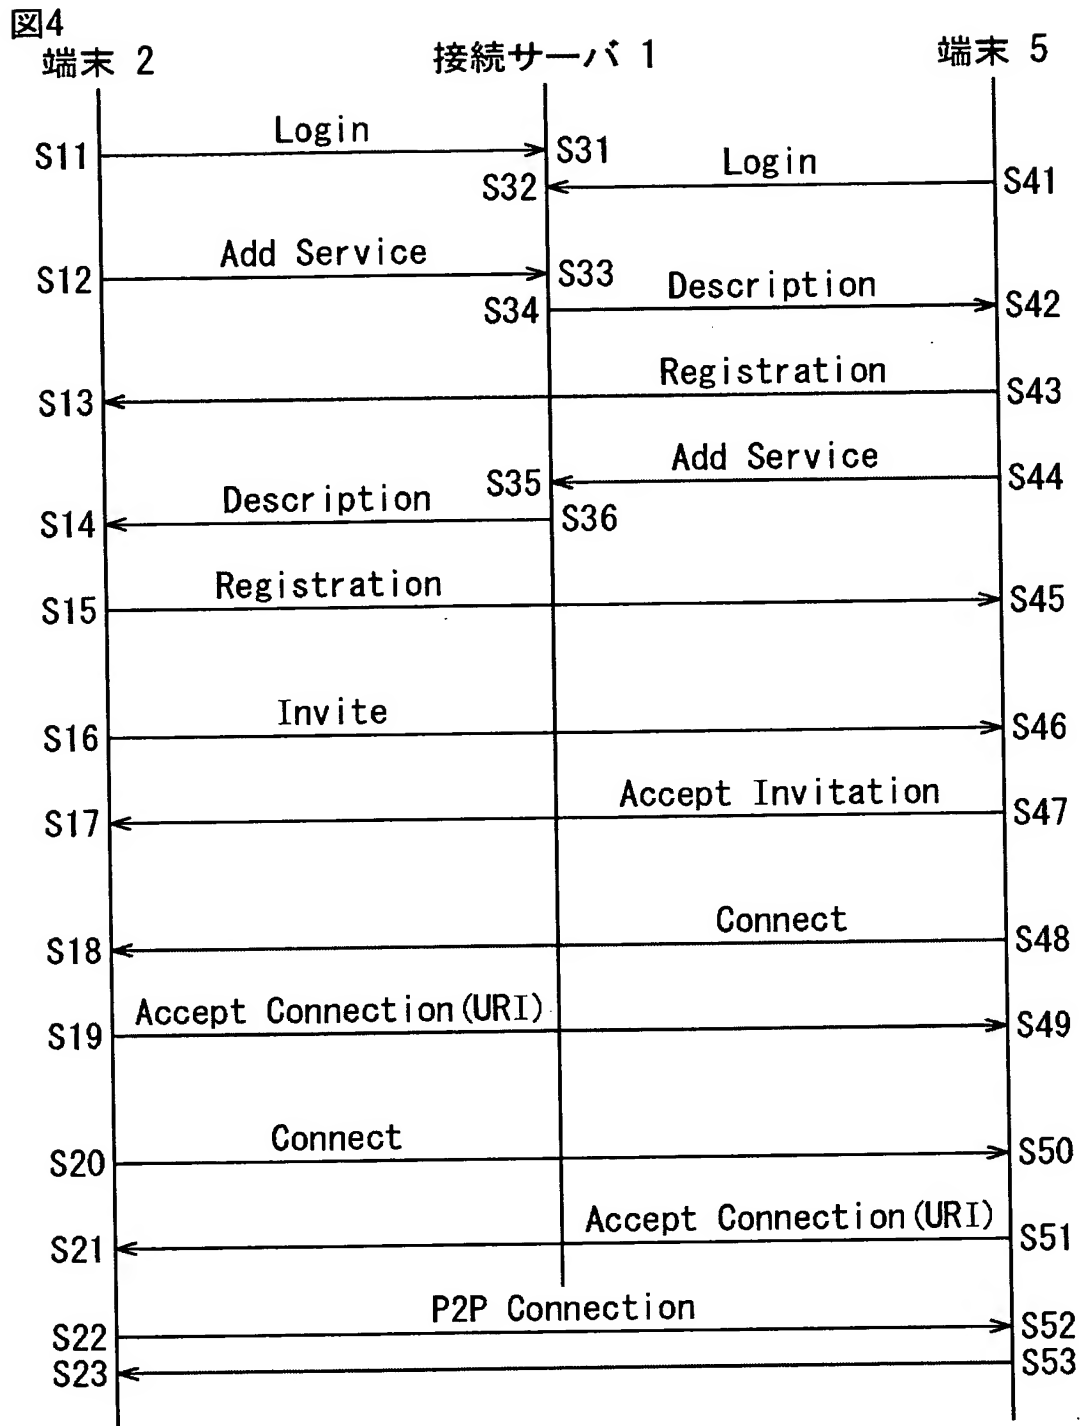 図4
端末 2 接続サーバ 1 端末 5
Login
S11 S31
Login
S32 S41
Add Service
S12 S33
Description
S34 S42
Registration
S13 S43
Add Service
S35 S44
Description
S14 S36
Registration
S15 S45
Invite
S16 S46
Accept Invitation
S17 S47
Connect
S18 S48
Accept Connection(URI)
S19 S49
Connect
S20 S50
Accept Connection(URI)
S21 S51
P2P Connection
S22 S52
S23 S53